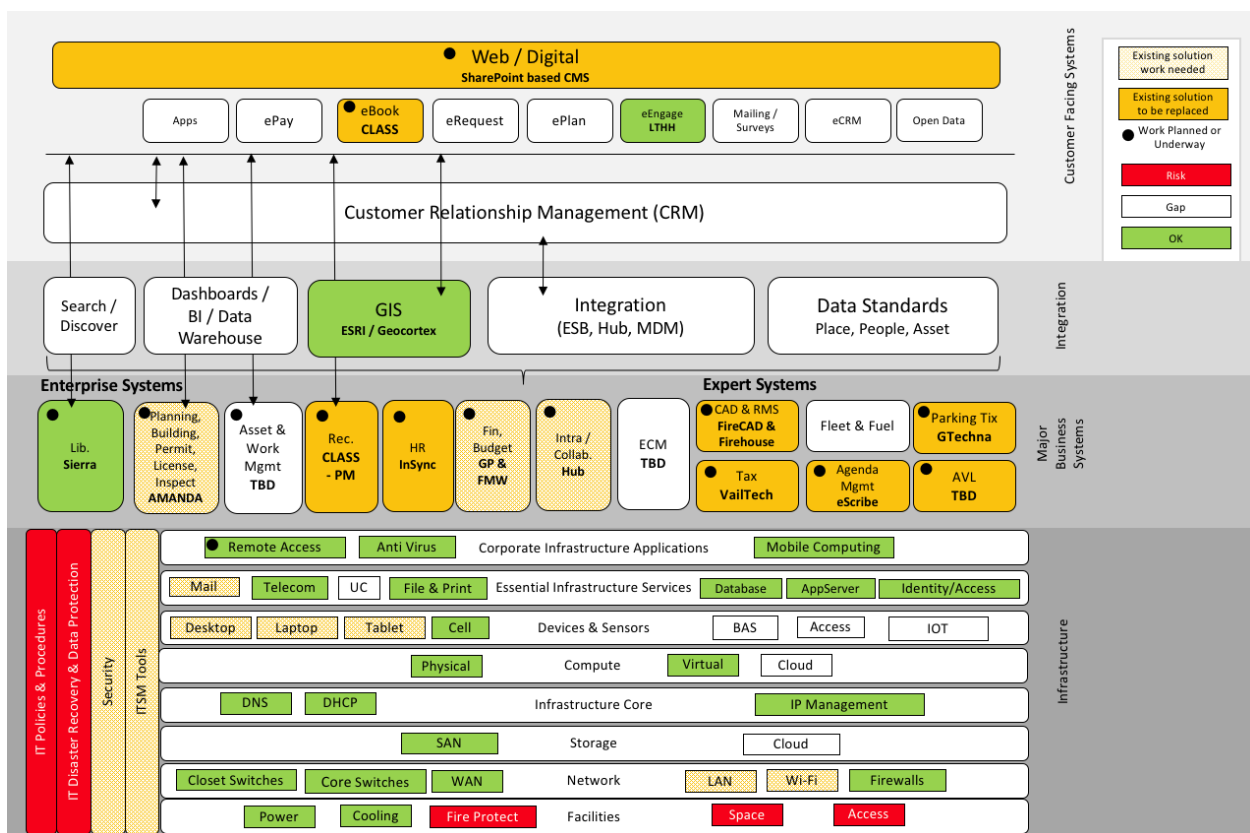 Web / Digital
SharePoint based CMS
Apps
ePay
eBook
CLASS
eRequest
ePlan
eEngage
LTHH
Mailing /
Surveys
eCRM
Open Data
Customer Relationship Management (CRM)
Customer Facing Systems
Existing solution
work needed
Existing solution
to be replaced
Work Planned or
Underway
Risk
Gap
OK
Search /
Discover
Dashboards /
BI / Data
Warehouse
GIS
ESRI / Geocortex
Integration
(ESB, Hub, MDM)
Data Standards
Place, People, Asset
Integration
Enterprise Systems
Expert Systems
Lib.
Sierra
Planning,
Building,
Permit,
License,
Inspect
AMANDA
Asset &
Work
Mgmt
TBD
Rec.
CLASS
- PM
HR
InSync
Fin,
Budget
GP &
FMW
Intra /
Collab.
Hub
ECM
TBD
CAD & RMS
FireCAD &
Firehouse
Fleet & Fuel
Parking Tix
GTechna
Tax
VailTech
Agenda
Mgmt
eScribe
AVL
TBD
Major
Business
Systems
IT Policies & Procedures
IT Disaster Recovery & Data Protection
Security
ITSM Tools
Remote Access
Anti Virus
Corporate Infrastructure Applications
Mobile Computing
Mail
Telecom
UC
File & Print
Essential Infrastructure Services
Database
AppServer
Identity/Access
Desktop
Laptop
Tablet
Cell
Devices & Sensors
BAS
Access
IOT
Physical
Compute
Virtual
Cloud
DNS
DHCP
Infrastructure Core
IP Management
SAN
Storage
Cloud
Closet Switches
Core Switches
WAN
Network
LAN
Wi-Fi
Firewalls
Power
Cooling
Fire Protect
Facilities
Space
Access
Infrastructure